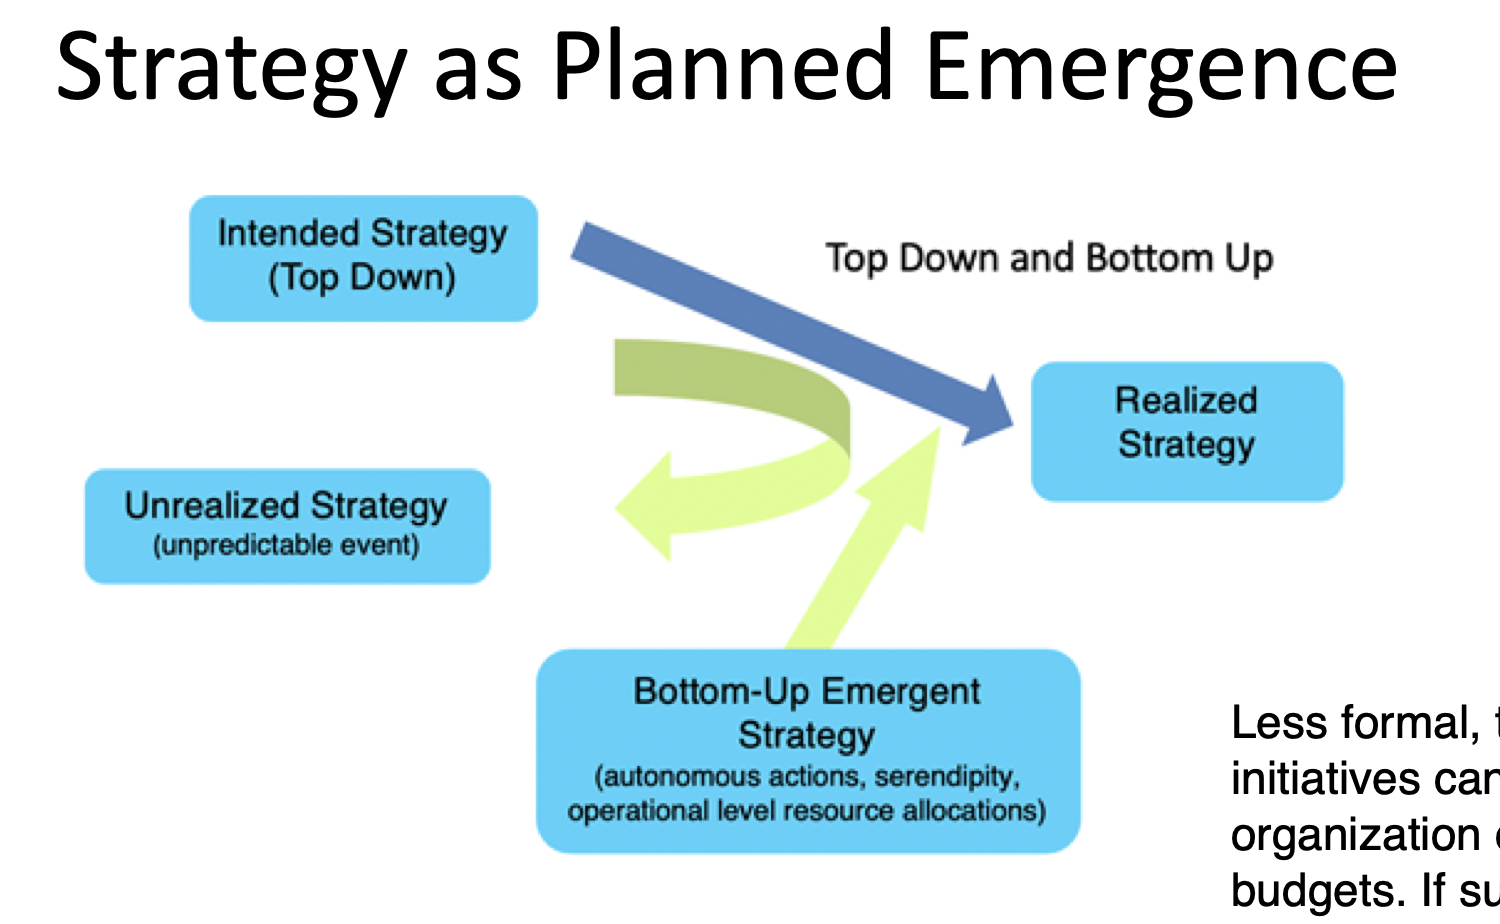 Strategy as Planned Emergence
Intended Strategy
(Top Down)
Top Down and Bottom Up
Realized
Strategy
Unrealized Strategy
(unpredictable event)
Bottom-Up Emergent
Strategy
(autonomous actions, serendipity,
operational level resource allocations)
Less formal,
initiatives
organization
budgets. If